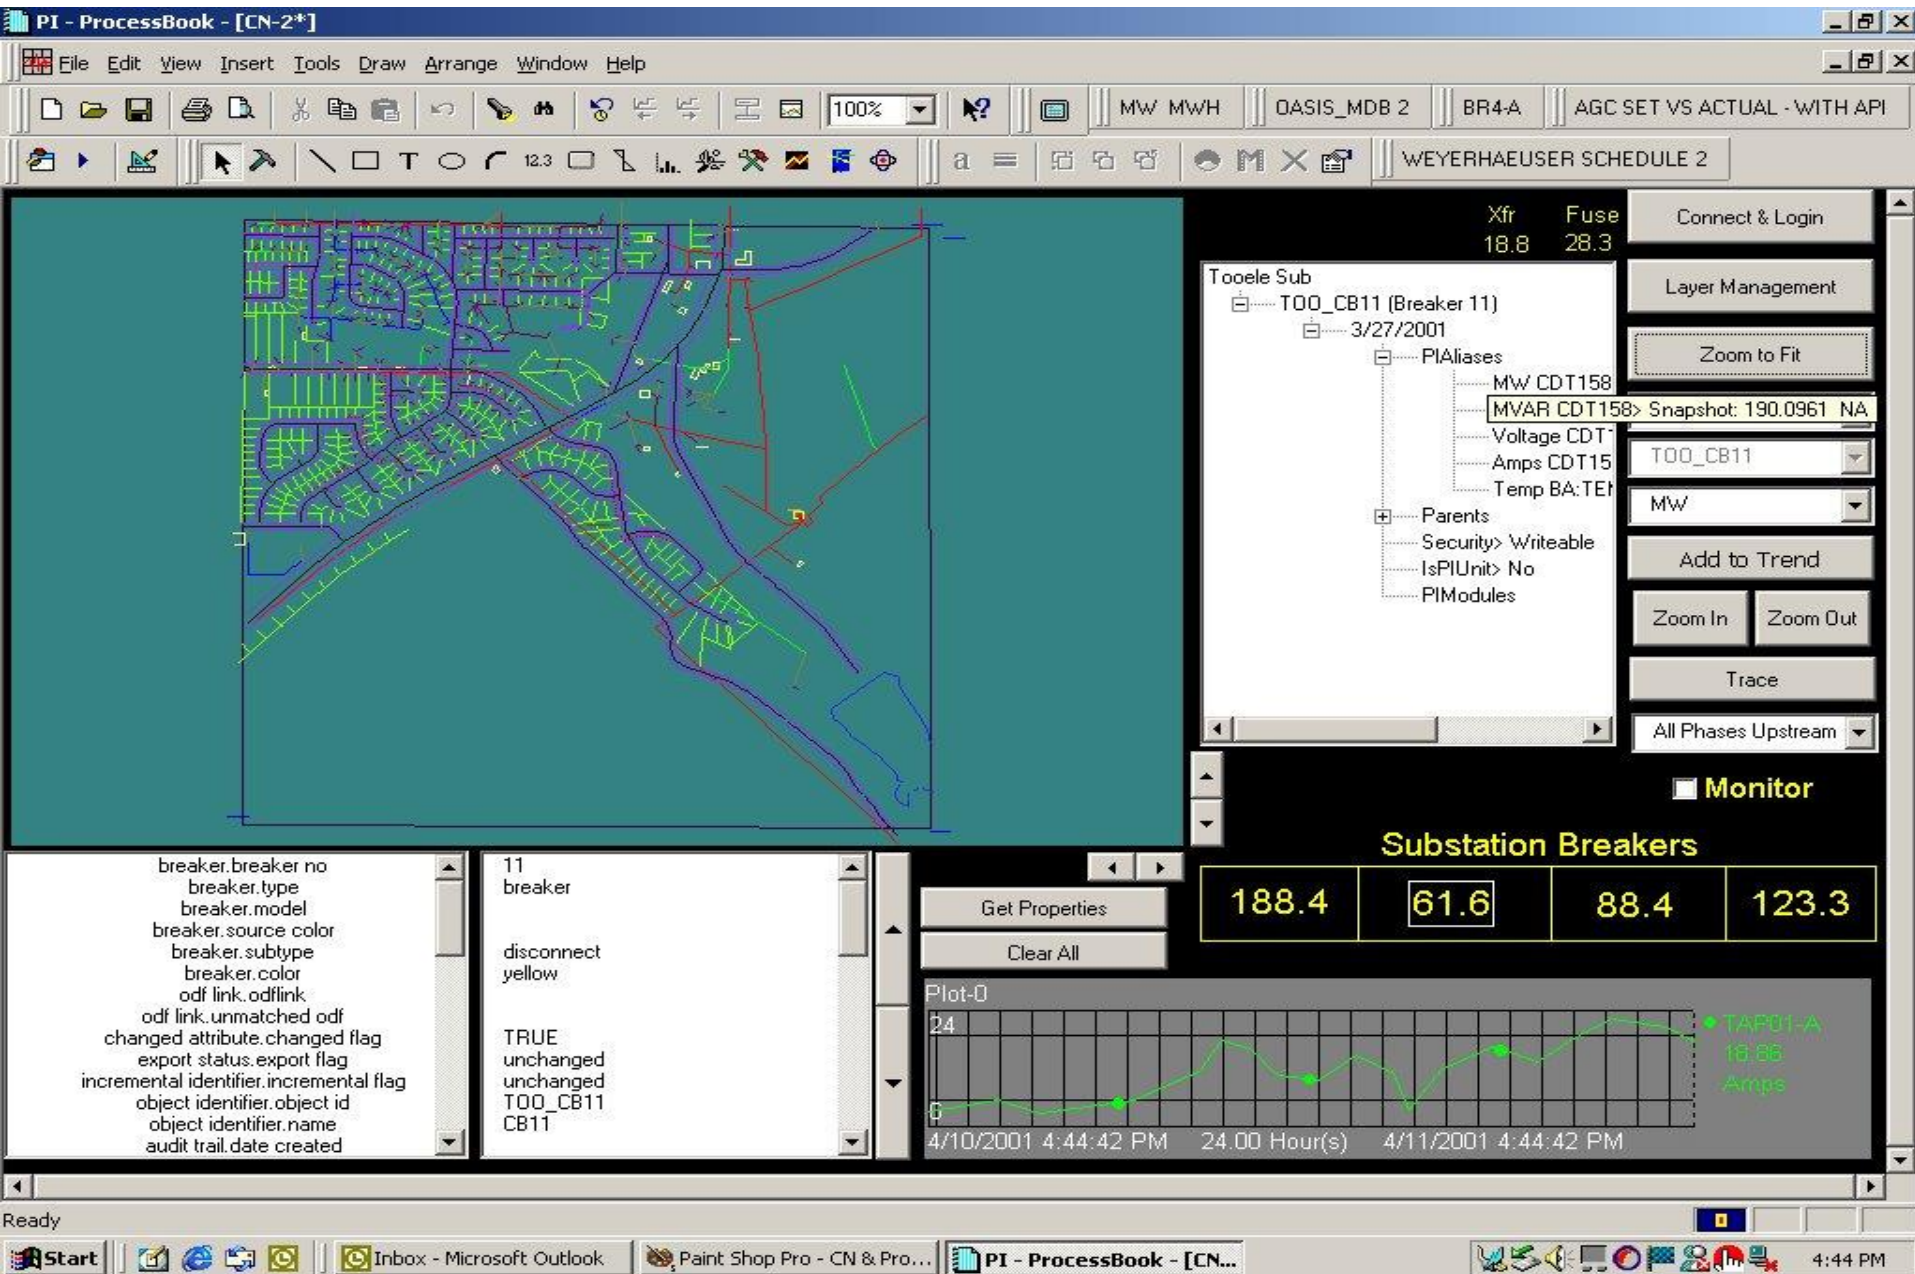 PI - ProcessBook - [CN-2*]
File Edit View Insert Tools Draw Arrange Window Help
100% MW MWH OASIS_MDB 2 BR4-A AGC SET VS ACTUAL - WITH API
T 12.3 a WEYERHAEUSER SCHEDULE 2
Xfr Fuse
18.8 28.3
Connect & Login
Layer Management
Zoom to Fit
Tooele Sub
TOO_CB11 (Breaker 11)
3/27/2001
PIAliases
MW CDT158
MVAR CDT158> Snapshot: 190.0961 NA
Voltage CDT1
Amps CDT15
Temp BA:TEM
Parents
Security> Writeable
IsPIUnit> No
PIModules
TOO_CB11
MW
Add to Trend
Zoom In Zoom Out
Trace
All Phases Upstream
Monitor
Substation Breakers
188.4 61.6 88.4 123.3
breaker.breaker no 11
breaker.type breaker
breaker.model
breaker.source color
breaker.subtype disconnect
breaker.color yellow
odf link.odflink
odf link.unmatched odf
changed attribute.changed flag TRUE
export status.export flag unchanged
incremental identifier.incremental flag unchanged
object identifier.object id TOO_CB11
object identifier.name CB11
audit trail.date created
Get Properties
Clear All
Plot-0
24
6
TAP01-A
18.86
Amps
4/10/2001 4:44:42 PM 24.00 Hour(s) 4/11/2001 4:44:42 PM
Ready
Start Inbox - Microsoft Outlook Paint Shop Pro - CN & Pro... PI - ProcessBook - [CN... 4:44 PM